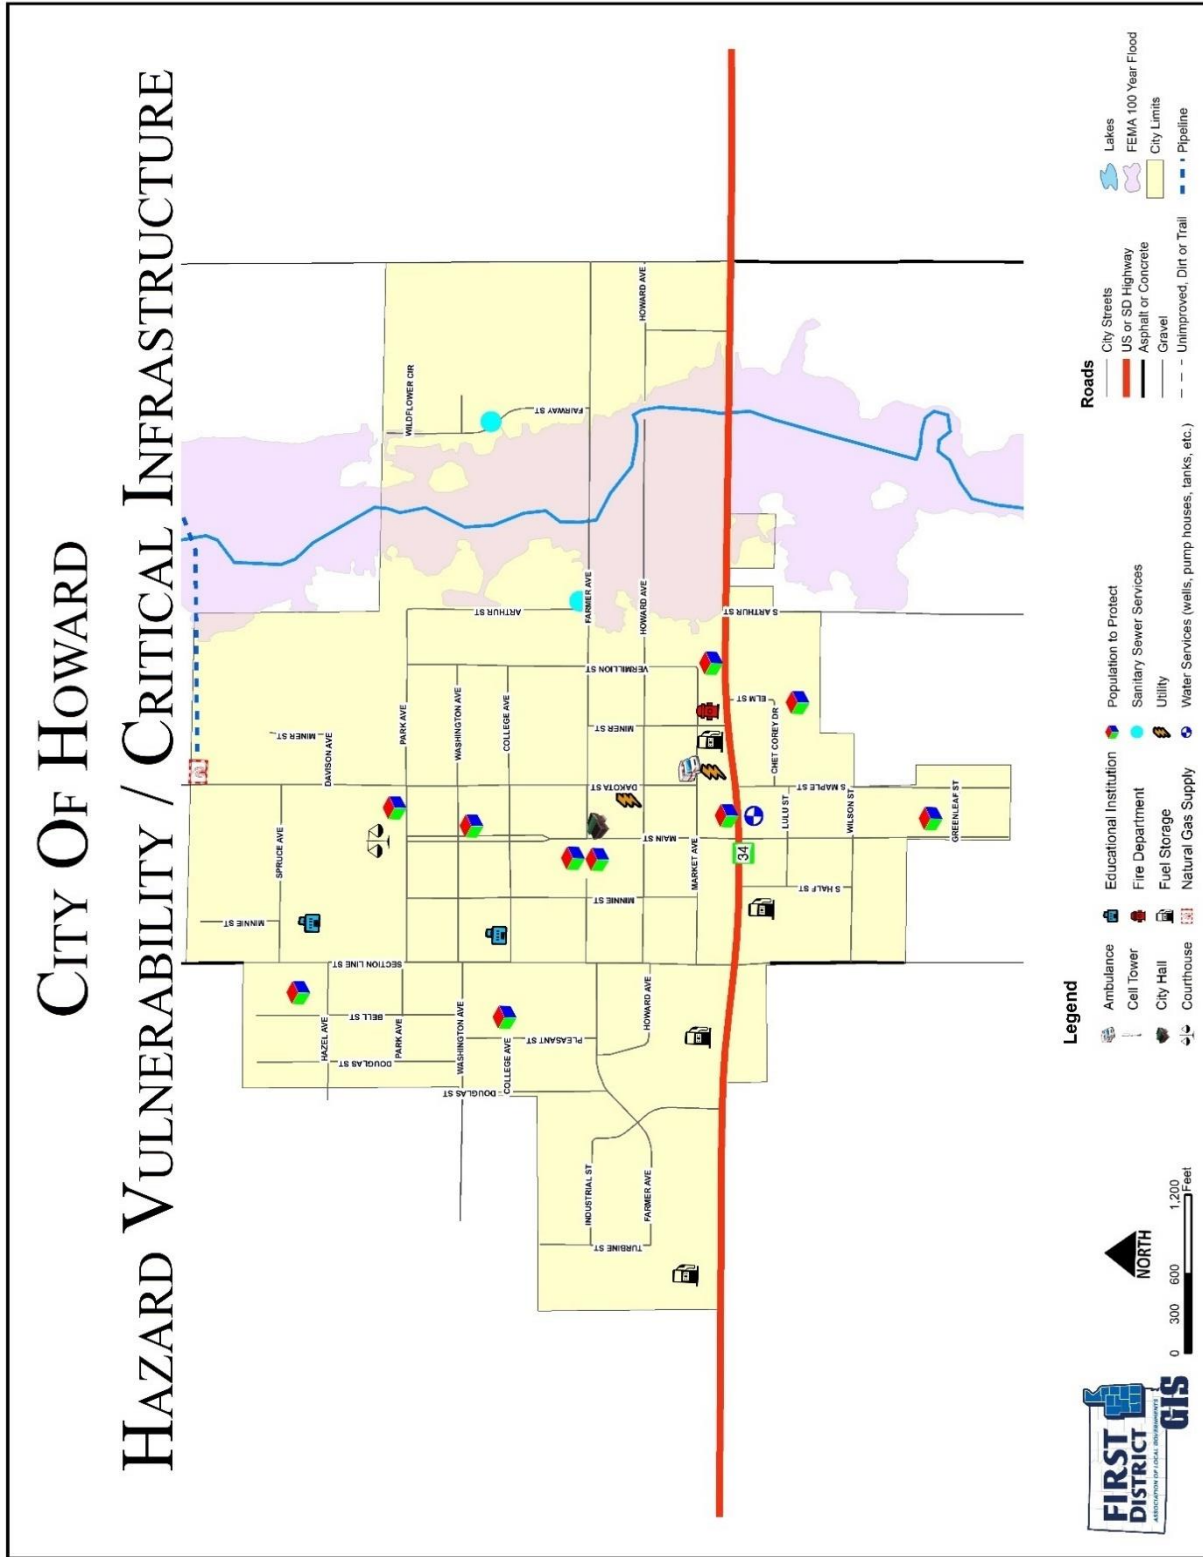 CITY OF HOWARD
HAZARD VULNERABILITY / CRITICAL INFRASTRUCTURE
WILDFLOWER CIR
FAIRWAY ST
HOWARD AVE
ARTHUR ST
FARMER AVE
HOWARD AVE
S ARTHUR ST
VERMILLION ST
ELM ST
MINER ST
DAVISON AVE
PARK AVE
WASHINGTON AVE
COLLEGE AVE
MINER ST
CHET COREY DR
DAKOTA ST
S MAPLE ST
SPRUCE AVE
MAIN ST
MARKET AVE
34
LULU ST
WILSON ST
GREENLEAF ST
MINNIE ST
MINNIE ST
S HALF ST
SECTION LINE ST
BELL ST
HAZEL AVE
PARK AVE
DOUGLAS ST
WASHINGTON AVE
COLLEGE AVE
PLEASANT ST
HOWARD AVE
DOUGLAS ST
INDUSTRIAL ST
FARMER AVE
TURBINE ST
FIRST
DISTRICT
ASSOCIATION OF LOCAL GOVERNMENTS
GIS
NORTH
0 300 600 1,200
Feet
Legend
Ambulance
Cell Tower
City Hall
Courthouse
Educational Institution
Fire Department
Fuel Storage
Natural Gas Supply
Population to Protect
Sanitary Sewer Services
Utility
Water Services (wells, pump houses, tanks, etc.)
Roads
City Streets
US or SD Highway
Asphalt or Concrete
Gravel
Unimproved, Dirt or Trail
Lakes
FEMA 100 Year Flood
City Limits
Pipeline